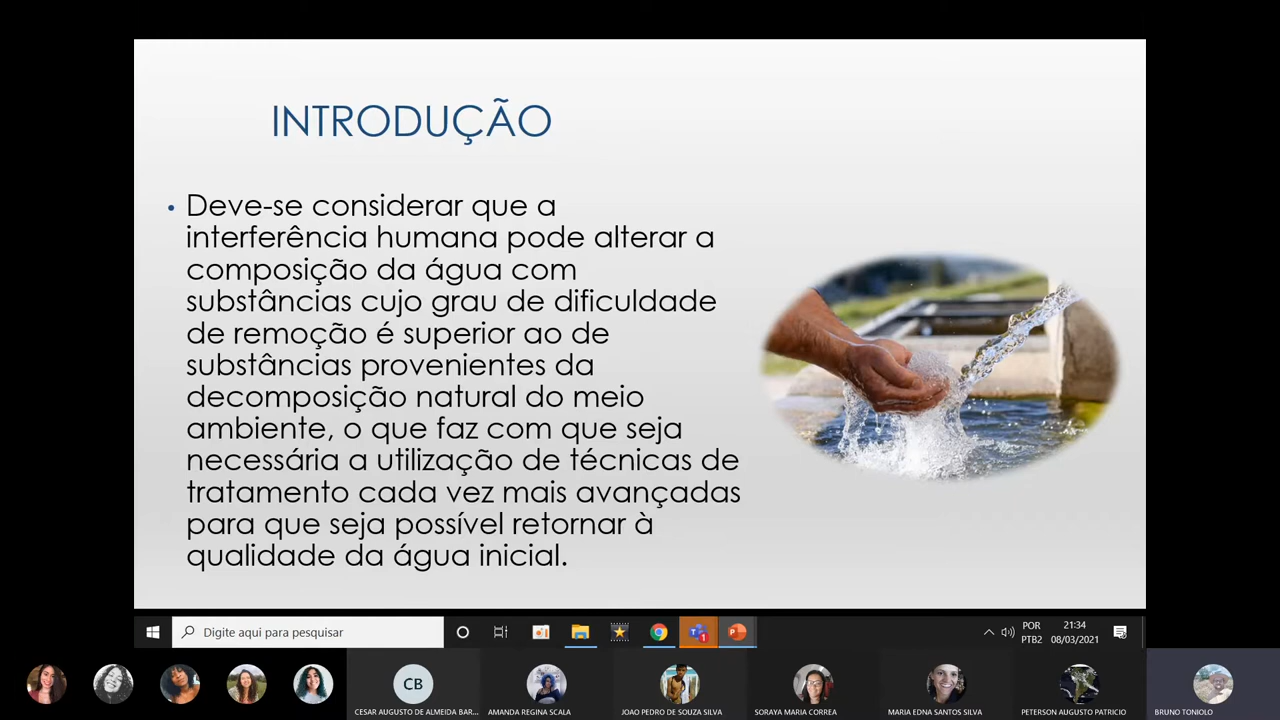 INTRODUÇÃO
• Deve-se considerar que a
interferência humana pode alterar a
composição da água com
substâncias cujo grau de dificuldade
de remoção é superior ao de
substâncias provenientes da
decomposição natural do meio
ambiente, o que faz com que seja
necessária a utilização de técnicas de
tratamento cada vez mais avançadas
para que seja possível retornar à
qualidade da água inicial.
Digite aqui para pesquisar
1
POR
PTB2
21:34
08/03/2021
CB
CESAR AUGUSTO DE ALMEIDA BAR...
AMANDA REGINA SCALA
JOAO PEDRO DE SOUZA SILVA
SORAYA MARIA CORREA
MARIA EDNA SANTOS SILVA
PETERSON AUGUSTO PATRICIO
BRUNO TONIOLO